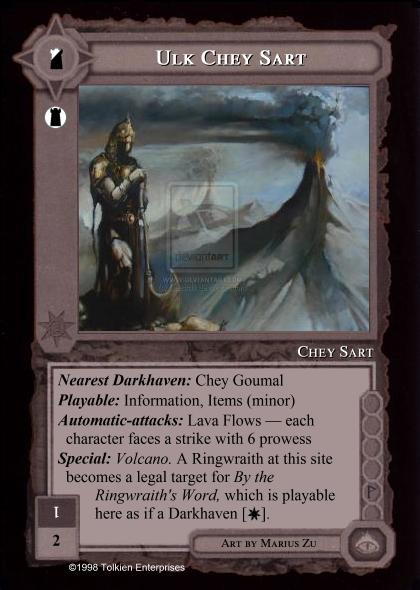 Ulk Chey Sart
deviantART
Chey Sart
Nearest Darkhaven: Chey Goumal
Playable: Information, Items (minor)
Automatic-attacks: Lava Flows — each
character faces a strike with 6 prowess
Special: Volcano. A Ringwraith at this site
becomes a legal target for By the
Ringwraith's Word, which is playable
here as if a Darkhaven [✷].
1
2
Art by Marius Zu
©1998 Tolkien Enterprises